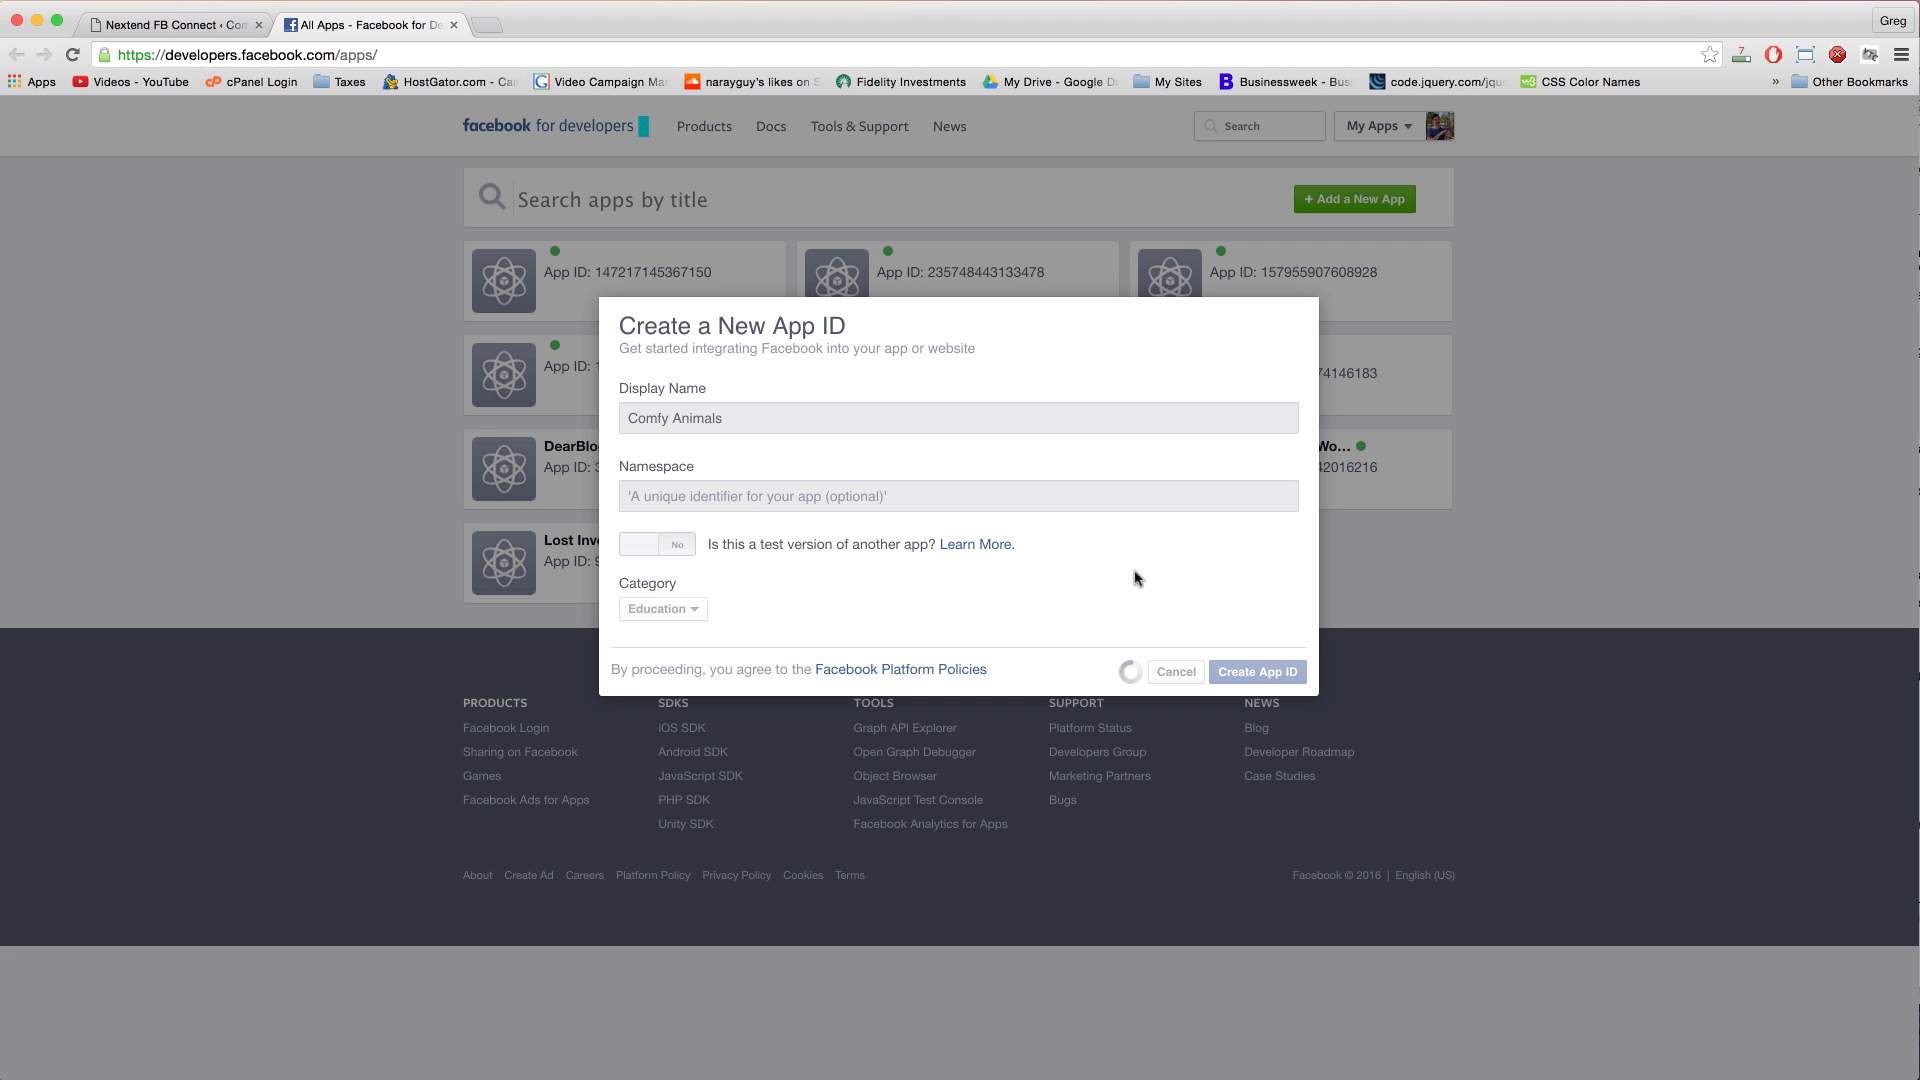 Nextend FB Connect ‹ Con
All Apps - Facebook for De
Greg
https://developers.facebook.com/apps/
7
Apps
Videos - YouTube
cPanel Login
Taxes
HostGator.com - Ca
Video Campaign Ma
narayguy's likes on S
Fidelity Investments
My Drive - Google D
My Sites
Businessweek - Bus
code.jquery.com/jqu
CSS Color Names
»
Other Bookmarks
facebook for developers
Products
Docs
Tools & Support
News
Search
My Apps
Search apps by title
+ Add a New App
App ID: 147217145367150
App ID: 235748443133478
App ID: 157955907608928
App ID: 1
74146183
DearBlo
App ID: 3
Wo...
42016216
Lost Inv
App ID: 9
Create a New App ID
Get started integrating Facebook into your app or website
Display Name
Comfy Animals
Namespace
'A unique identifier for your app (optional)'
No
Is this a test version of another app? Learn More.
Category
Education
By proceeding, you agree to the Facebook Platform Policies
Cancel
Create App ID
PRODUCTS
Facebook Login
Sharing on Facebook
Games
Facebook Ads for Apps
SDKS
iOS SDK
Android SDK
JavaScript SDK
PHP SDK
Unity SDK
TOOLS
Graph API Explorer
Open Graph Debugger
Object Browser
JavaScript Test Console
Facebook Analytics for Apps
SUPPORT
Platform Status
Developers Group
Marketing Partners
Bugs
NEWS
Blog
Developer Roadmap
Case Studies
About
Create Ad
Careers
Platform Policy
Privacy Policy
Cookies
Terms
Facebook © 2016 | English (US)